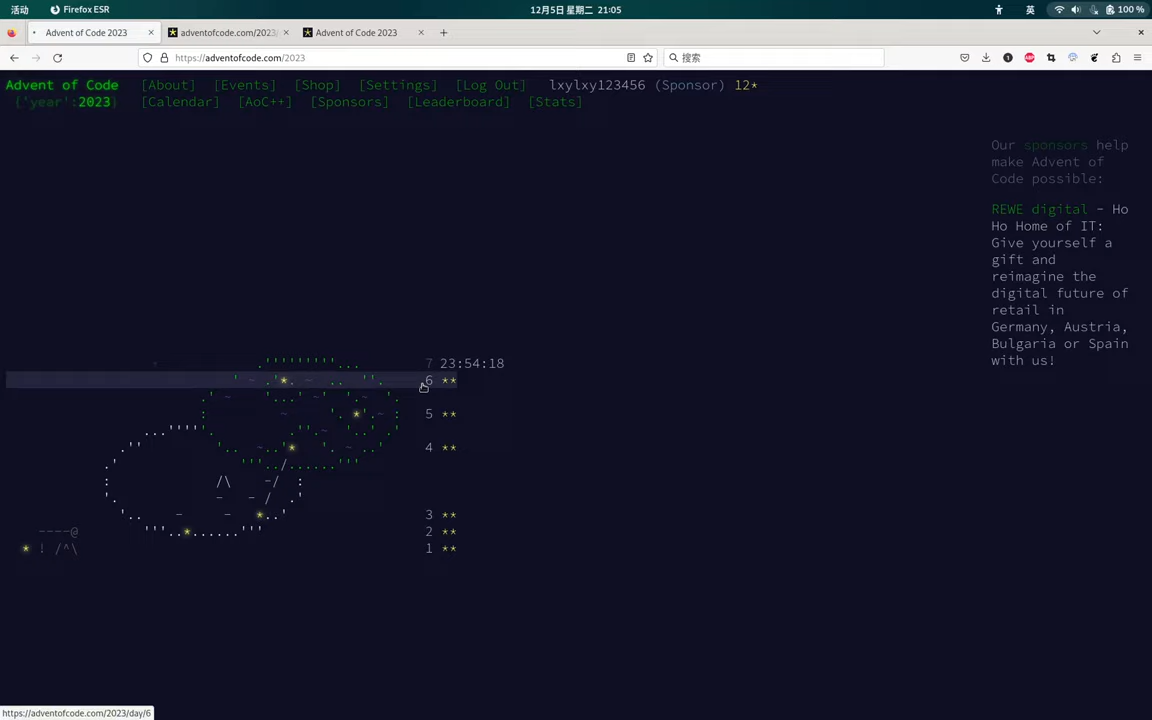 活动 Firefox ESR 12月5日 星期二 21:05 英 100 %
Advent of Code 2023 × adventofcode.com/2023/ × Advent of Code 2023 × +
https://adventofcode.com/2023 搜索
Advent of Code [About] [Events] [Shop] [Settings] [Log Out] lxylxy123456 (Sponsor) 12*
{'year':2023} [Calendar] [AoC++] [Sponsors] [Leaderboard] [Stats]
Our sponsors help
make Advent of
Code possible:
REWE digital - Ho
Ho Home of IT:
Give yourself a
gift and
reimagine the
digital future of
retail in
Germany, Austria,
Bulgaria or Spain
with us!
7 23:54:18
6 **
5 **
4 **
3 **
2 **
1 **
https://adventofcode.com/2023/day/6